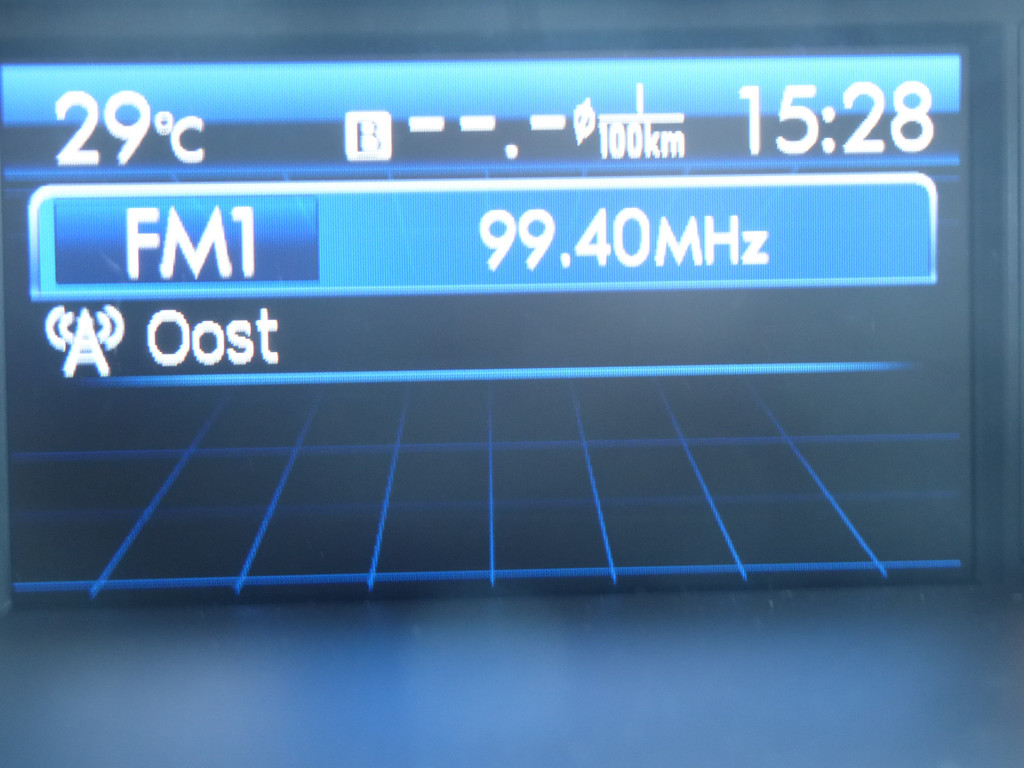 29°C B --.- ø l/100km 15:28
FM1 99.40MHz
Oost